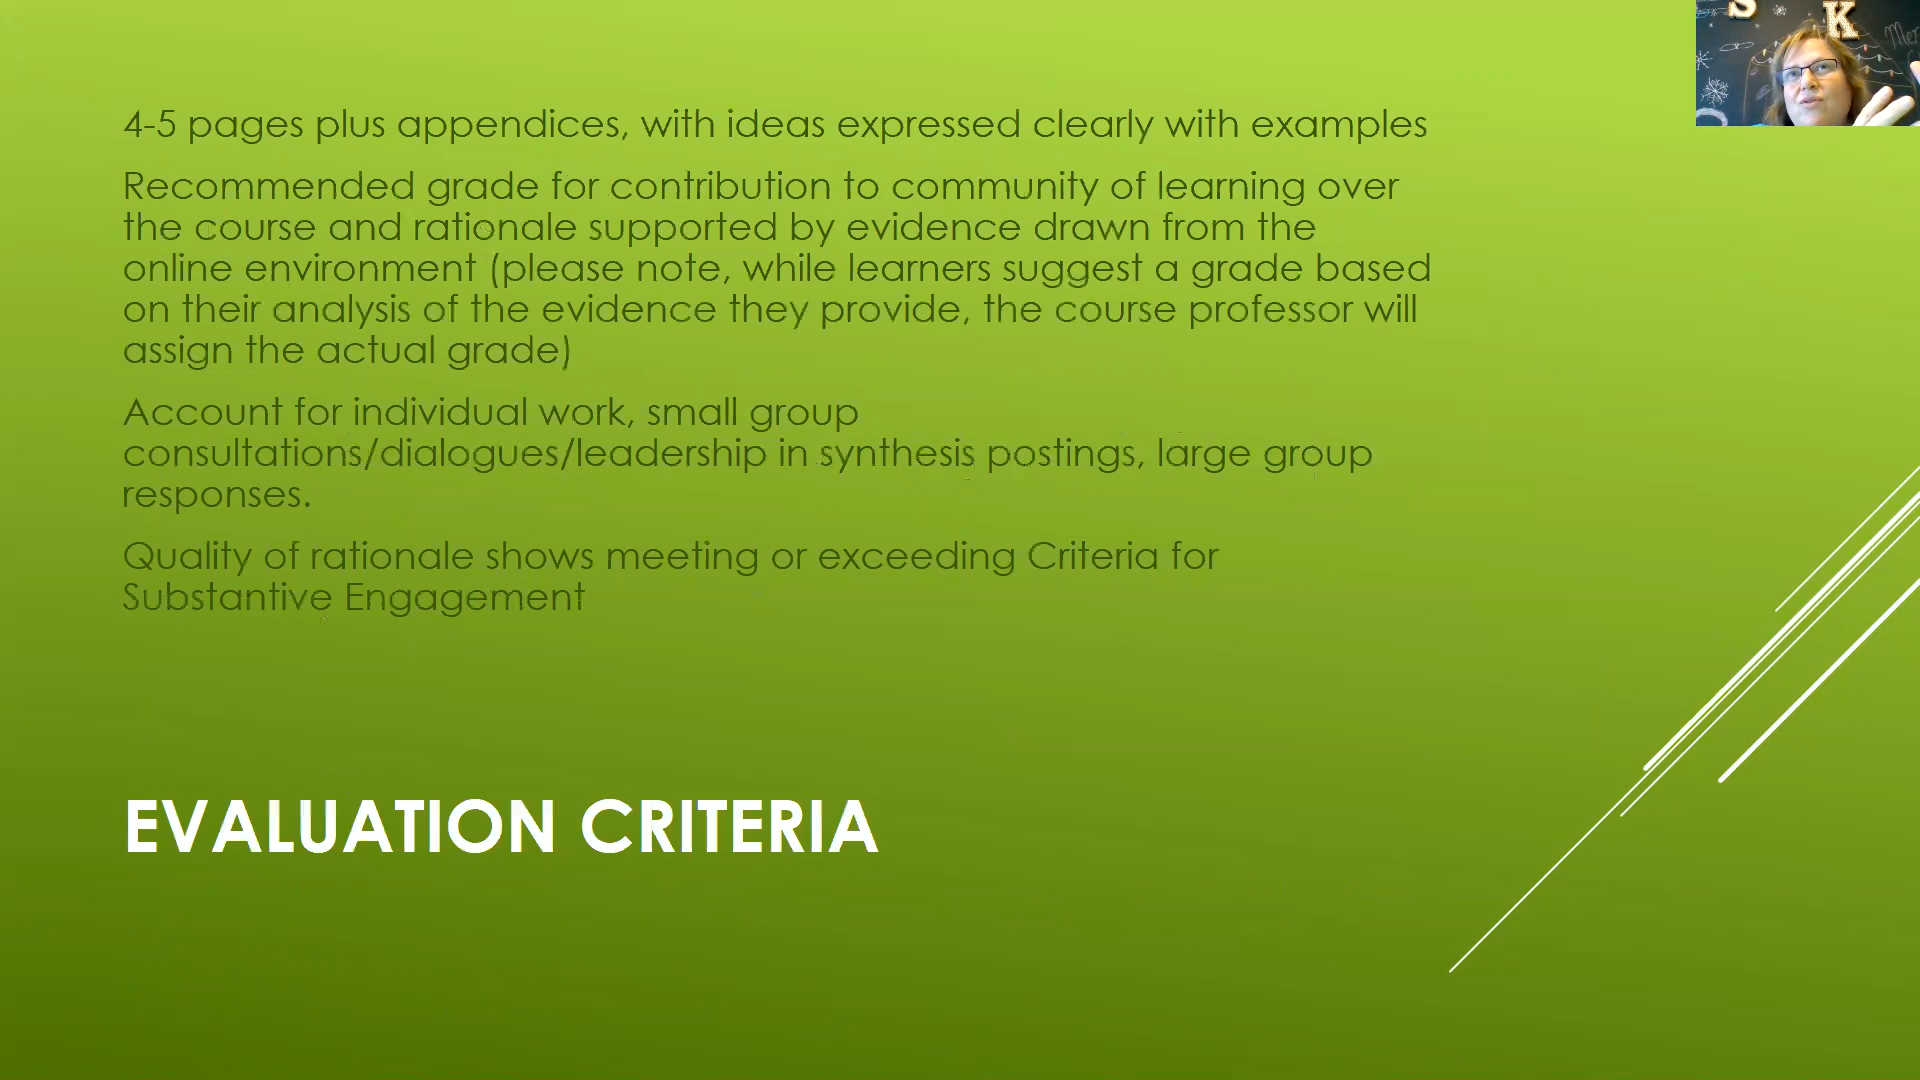 4-5 pages plus appendices, with ideas expressed clearly with examples
Recommended grade for contribution to community of learning over
the course and rationale supported by evidence drawn from the
online environment (please note, while learners suggest a grade based
on their analysis of the evidence they provide, the course professor will
assign the actual grade)
Account for individual work, small group
consultations/dialogues/leadership in synthesis postings, large group
responses.
Quality of rationale shows meeting or exceeding Criteria for
Substantive Engagement
EVALUATION CRITERIA
S K